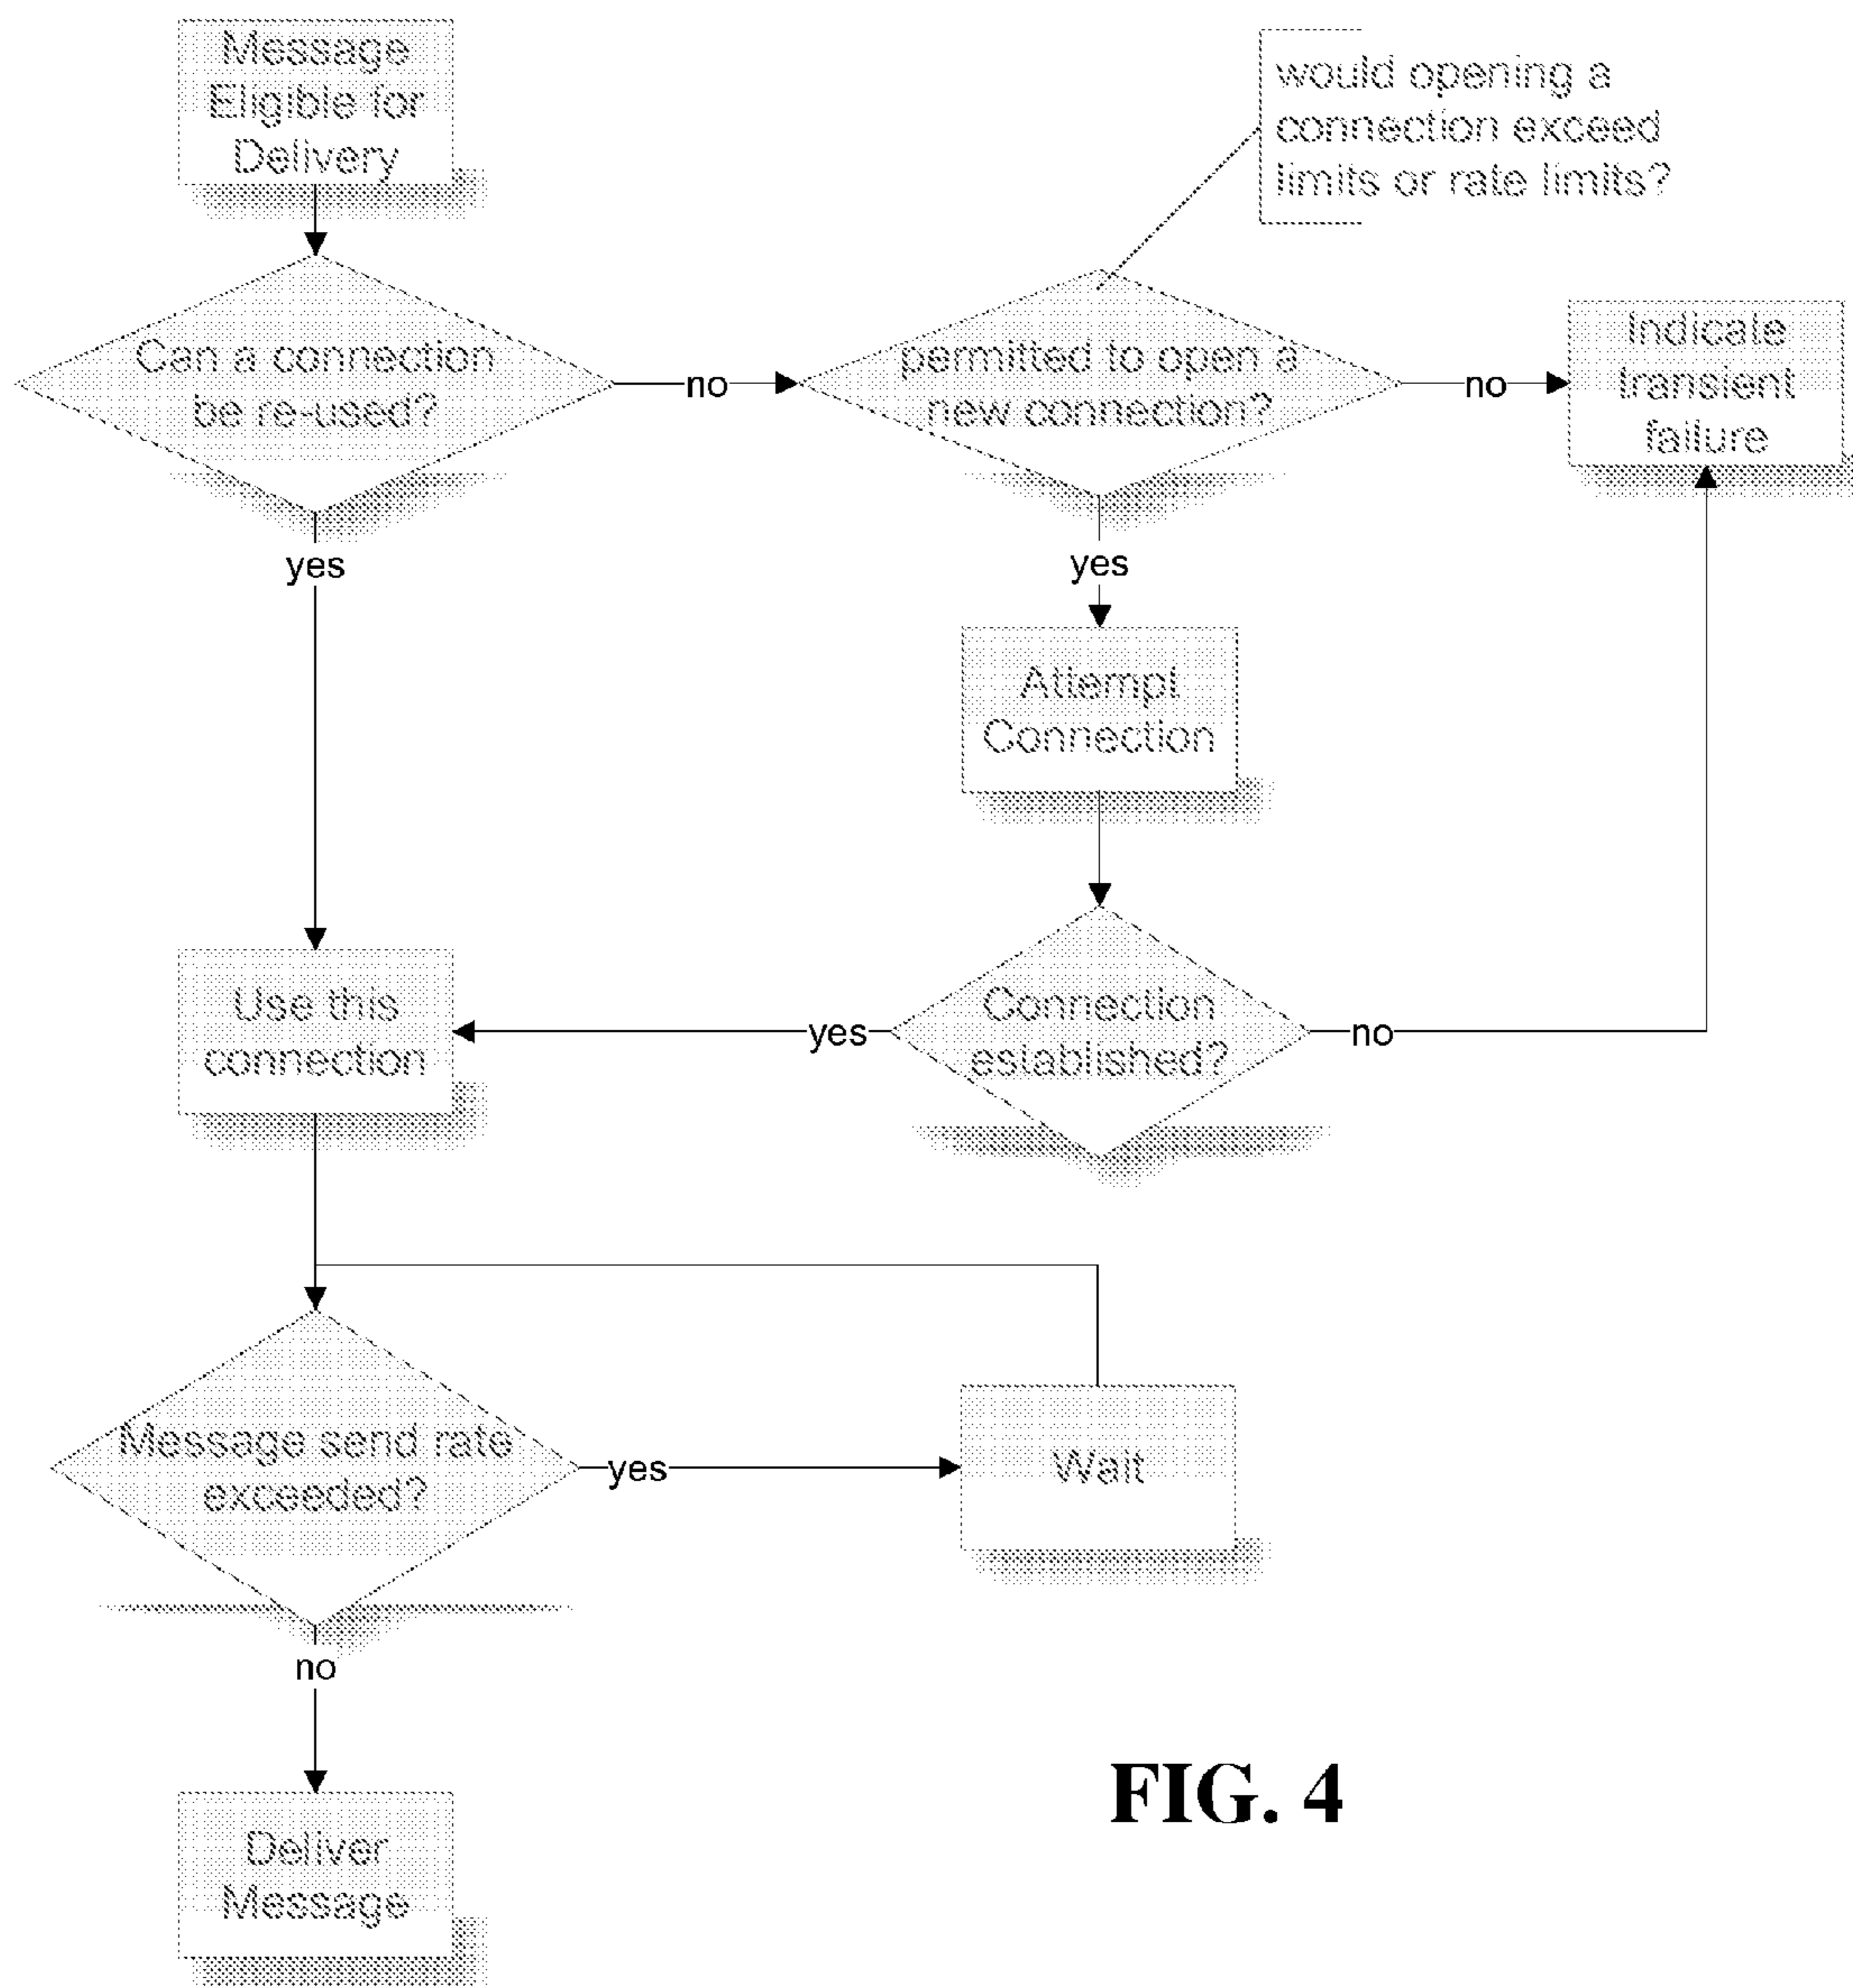 Message
Eligible for
Delivery
would opening a
connection exceed
limits or rate limits?
Can a connection
be re-used?
no
permitted to open a
new connection?
no
Indicate
transient
failure
yes
yes
Attempt
Connection
Use this
connection
yes
Connection
established?
no
Message send rate
exceeded?
yes
Wait
no
Deliver
Message
FIG. 4